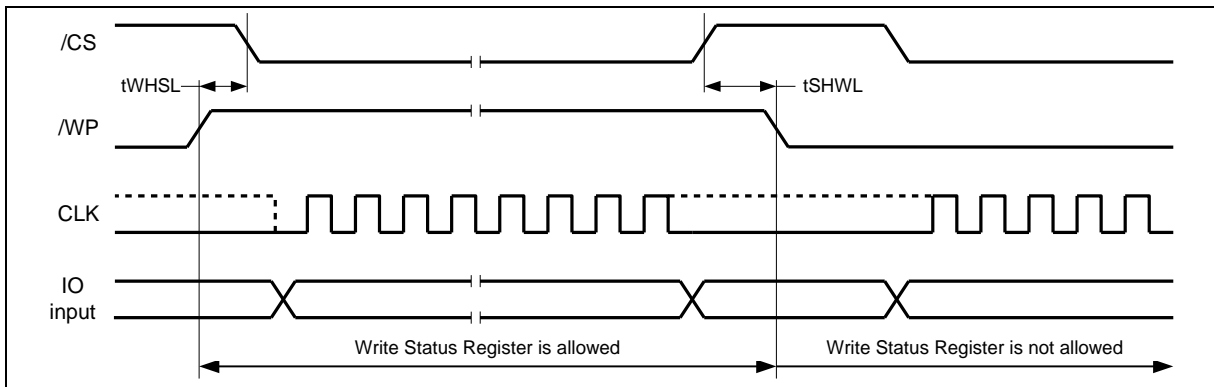 /CS
tWHSL
tSHWL
/WP
CLK
IO
input
Write Status Register is allowed
Write Status Register is not allowed